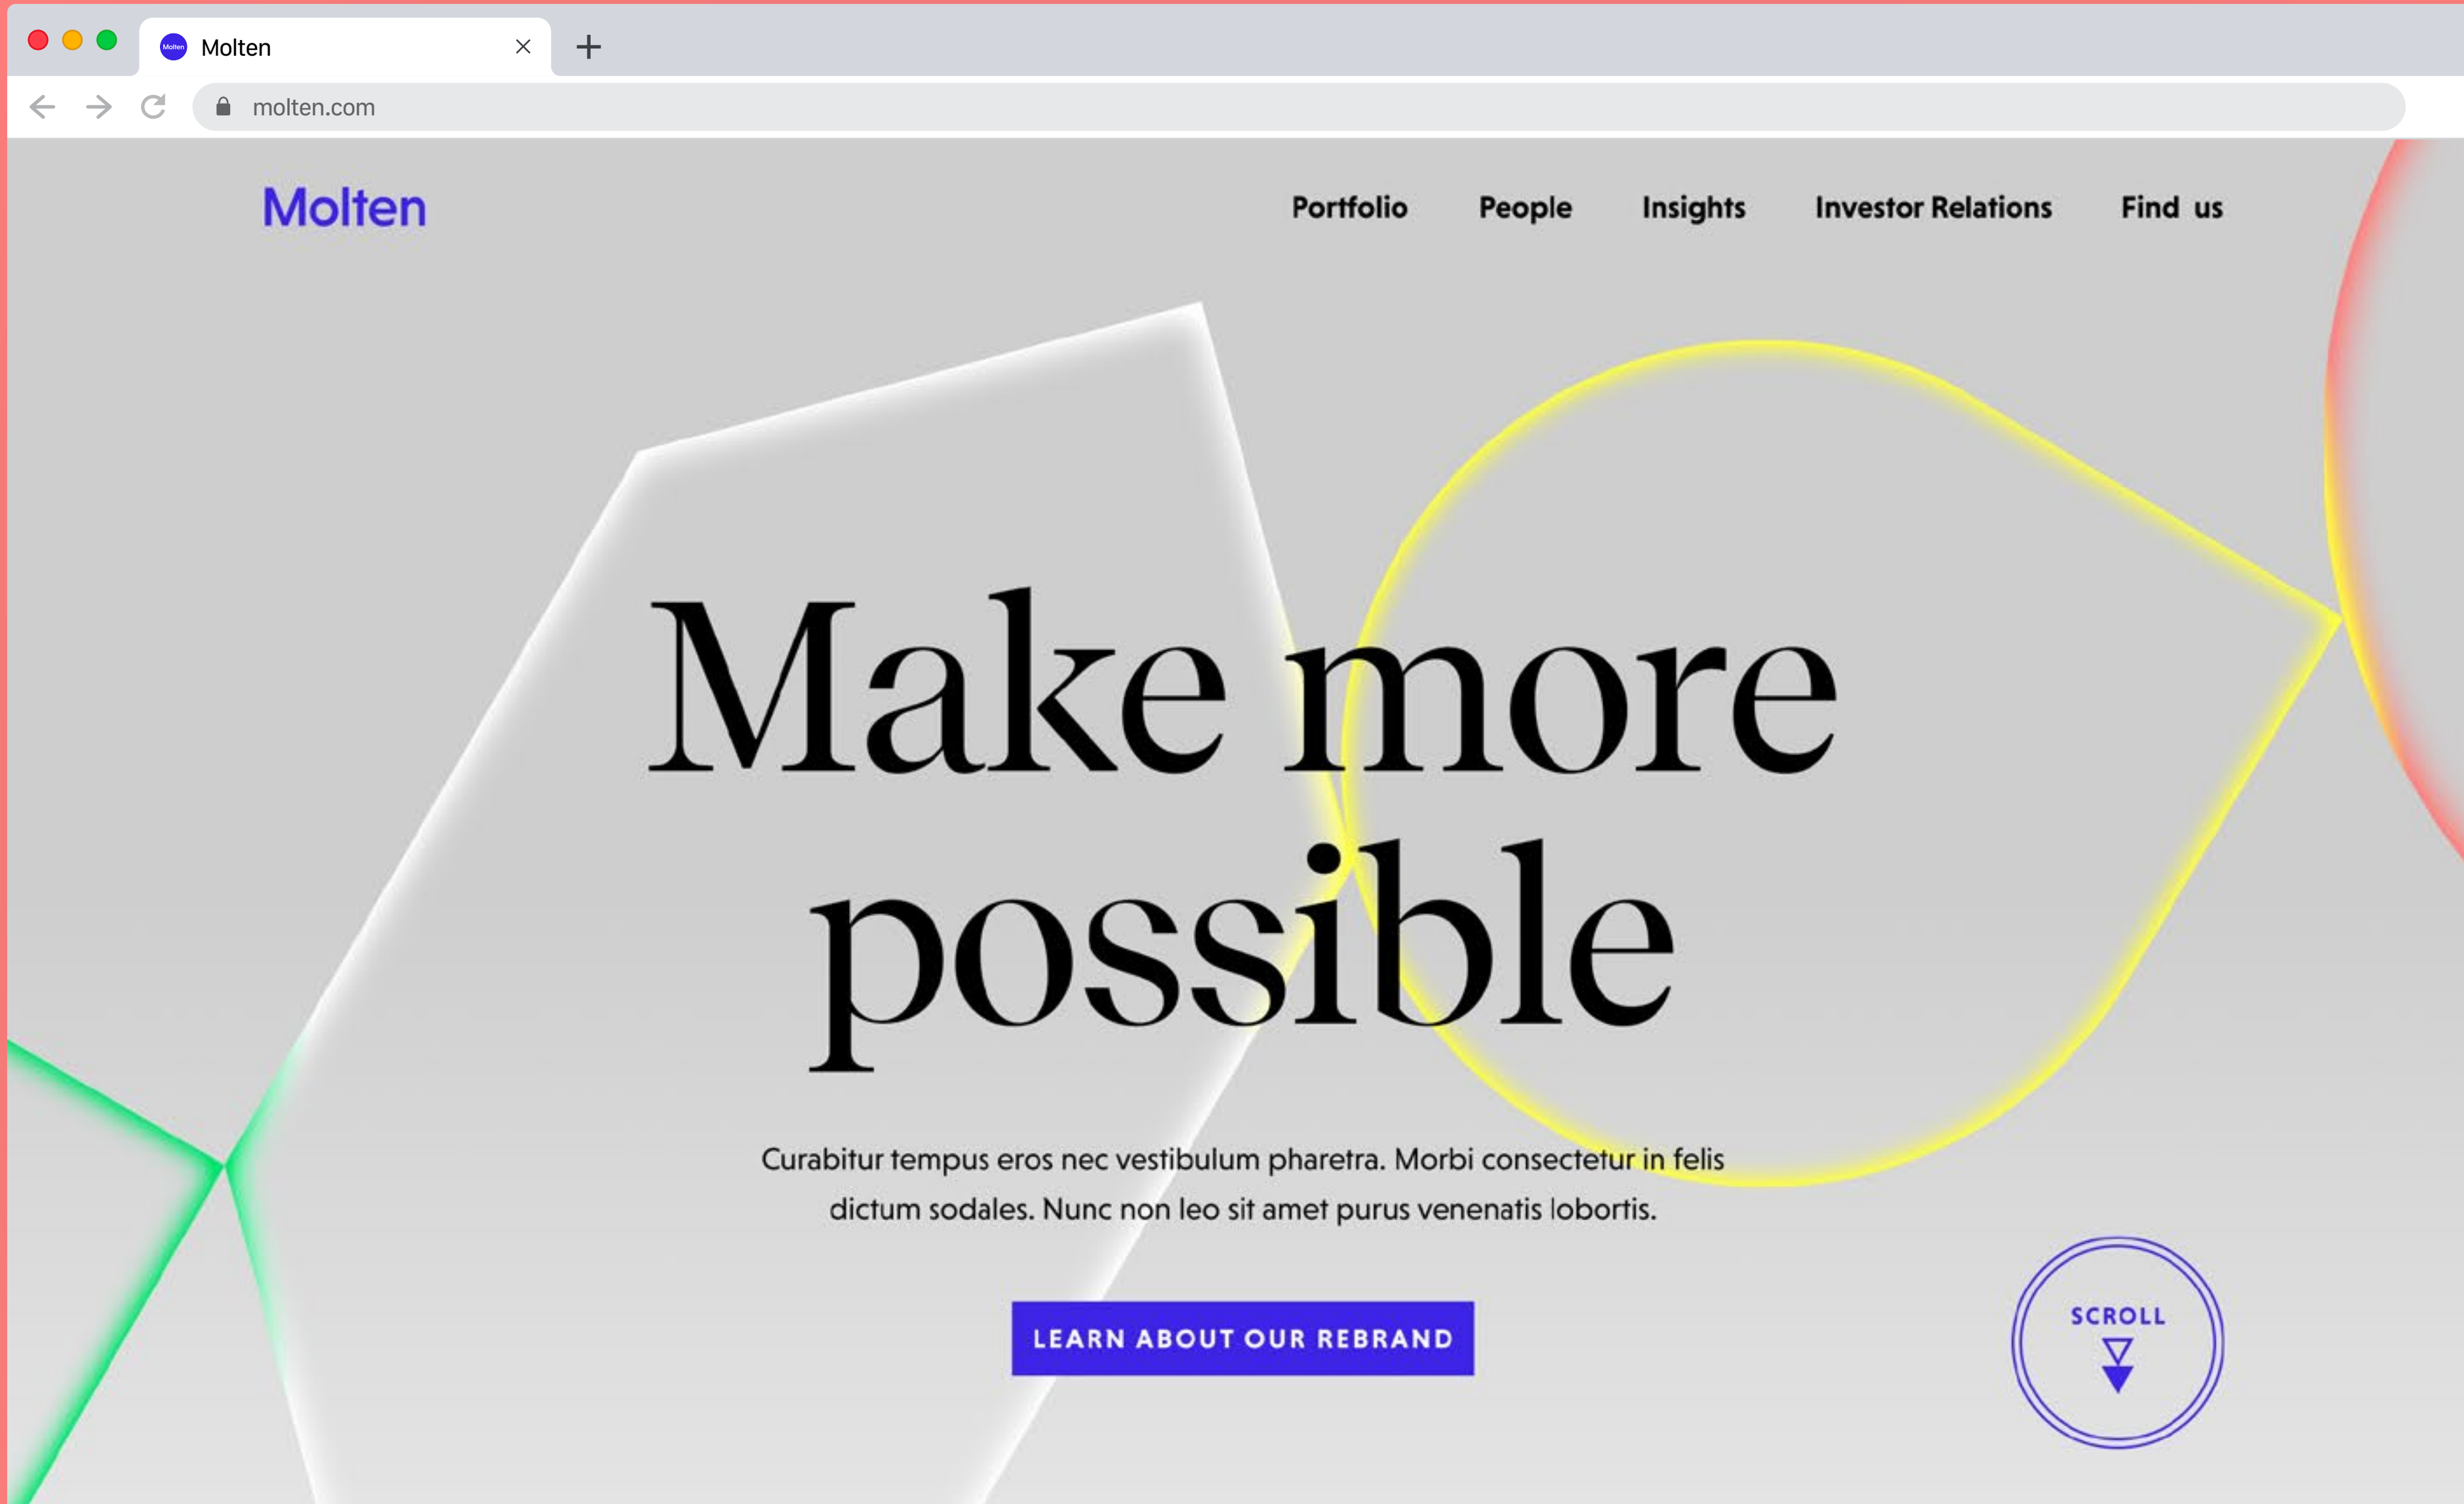 Molten
Molten
molten.com
Molten
Portfolio People Insights Investor Relations Find us
Make more
possible
Curabitur tempus eros nec vestibulum pharetra. Morbi consectetur in felis
dictum sodales. Nunc non leo sit amet purus venenatis lobortis.
LEARN ABOUT OUR REBRAND
SCROLL